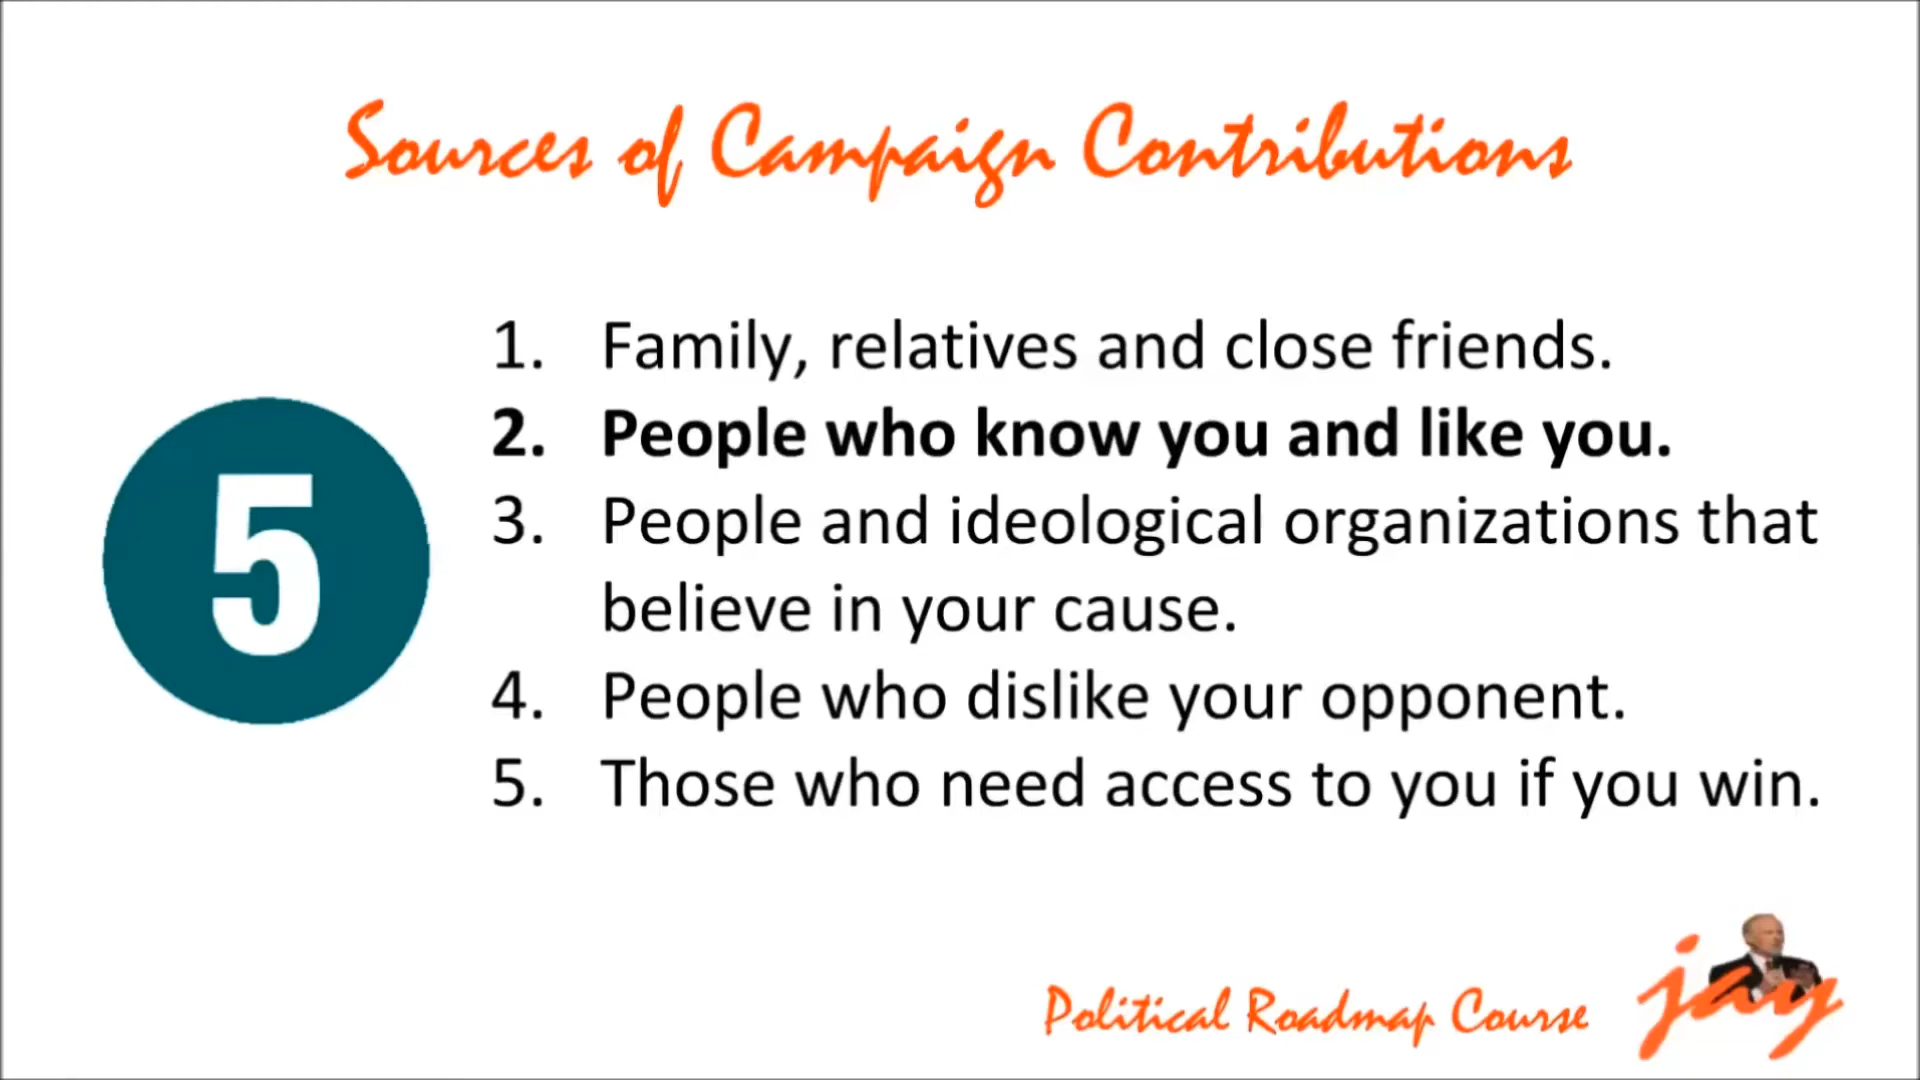 Sources of Campaign Contributions
5
1. Family, relatives and close friends.
2. People who know you and like you.
3. People and ideological organizations that
believe in your cause.
4. People who dislike your opponent.
5. Those who need access to you if you win.
Political Roadmap Course
jay